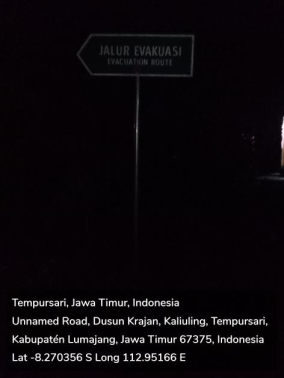 JALUR EVAKUASI
EVACUATION ROUTE
Tempursari, Jawa Timur, Indonesia
Unnamed Road, Dusun Krajan, Kaliuling, Tempursari,
Kabupatén Lumajang, Jawa Timur 67375, Indonesia
Lat -8.270356 S Long 112.95166 E